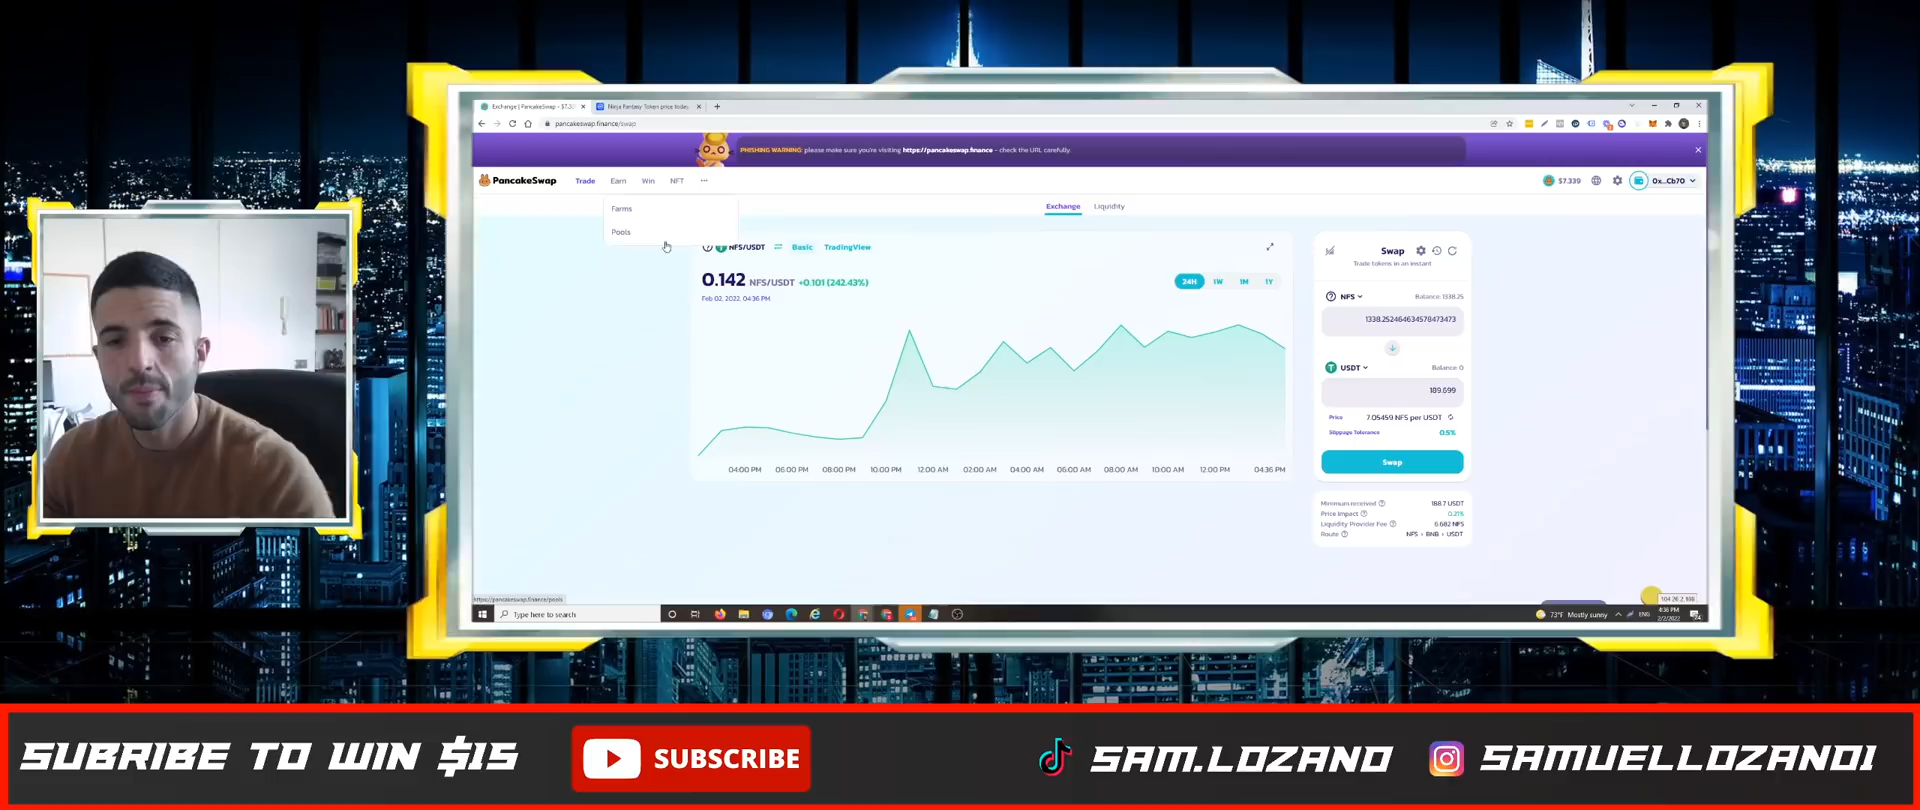 Exchange | PancakeSwap - $7.33
Ninja Fantasy Token price today,
pancakeswap.finance/swap
PHISHING WARNING: please make sure you're visiting https://pancakeswap.finance - check the URL carefully.
PancakeSwap
Trade
Earn
Win
NFT
$7.339
0x...Cb70
Farms
Pools
Exchange
Liquidity
NFS/USDT
Basic
TradingView
0.142 NFS/USDT +0.101 (242.43%)
Feb 02, 2022, 04:36 PM
24H
1W
1M
1Y
04:00 PM
06:00 PM
08:00 PM
10:00 PM
12:00 AM
02:00 AM
04:00 AM
06:00 AM
08:00 AM
10:00 AM
12:00 PM
04:36 PM
Swap
Trade tokens in an instant
NFS
Balance: 1338.25
1338.252464634578473473
USDT
Balance: 0
189.699
Price
7.05459 NFS per USDT
Slippage Tolerance
0.5%
Swap
Minimum received
188.7 USDT
Price Impact
0.21%
Liquidity Provider Fee
6.682 NFS
Route
NFS > BNB > USDT
https://pancakeswap.finance/pools
Type here to search
73°F Mostly sunny
ENG
4:36 PM
2/2/2022
SUBRIBE TO WIN $15
SUBSCRIBE
SAM.LOZANO
SAMUELLOZANO1